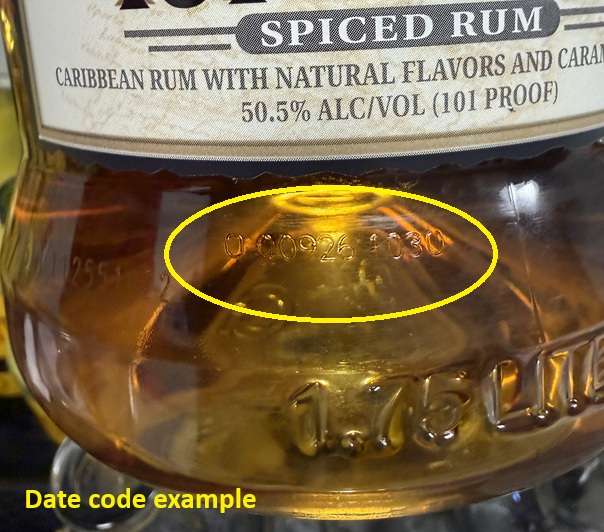 SPICED RUM
CARIBBEAN RUM WITH NATURAL FLAVORS AND
50.5% ALC/VOL (101 PROOF)
0 00926 1030
1.75 LITE
Date code example